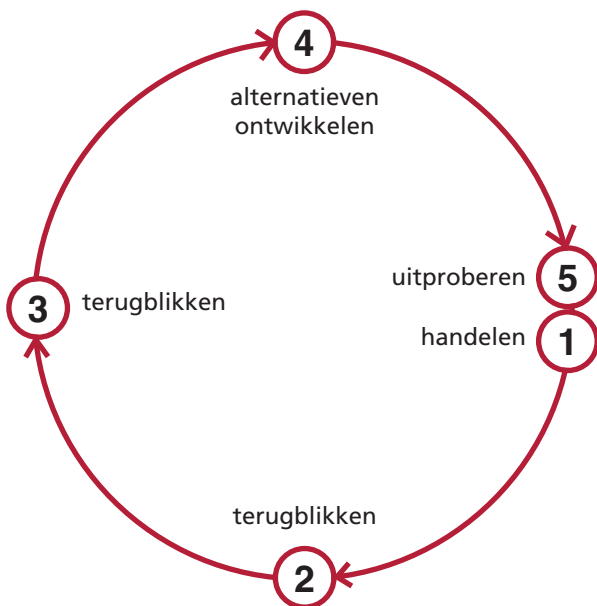 4
alternatieven
ontwikkelen
uitproberen 5
3 terugblikken
handelen 1
terugblikken
2